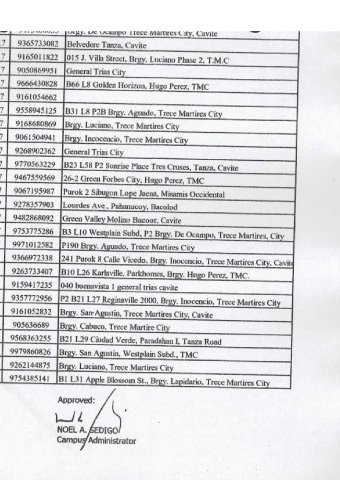 Brgy. De Ocampo Trece Martires City, Cavite
7 9365733082 Belvedere Tanza, Cavite
7 9165011822 015 J. Villa Street, Brgy. Luciano Phase 2, T.M.C
7 9050869951 General Trias City
7 9666430828 B66 L8 Golden Horizon, Hugo Perez, TMC
7 9161054662
7 9558945125 B31 L8 P2B Brgy. Aguado, Trece Martires City
7 9168680869 Brgy. Luciano, Trece Martires City
7 9061504941 Brgy. Inocencio, Trece Martires City
7 9268902362 General Trias City
7 9770563229 B23 L58 P2 Sunrise Place Tres Cruses, Tanza, Cavite
7 9467559569 26-2 Green Forbes City, Hugo Perez, TMC
7 9067195987 Purok 2 Sibugon Lope Jaena, Misamis Occidental
7 9278357903 Lourdes Ave., Pahanocoy, Bacolod
7 9482868092 Green Valley Molino Bacoor, Cavite
7 9753775286 B3 L10 Westplain Subd, P2 Brgy. De Ocampo, Trece Martires, City
7 9971012582 P190 Brgy. Aguado, Trece Martires City
7 9366972338 241 Purok 8 Calle Vicedo, Brgy. Inocencio, Trece Martires City, Cavite
7 9263733407 B10 L26 Karlaville, Parkhomes, Brgy. Hugo Perez, TMC.
7 9159417235 040 buenavista 1 general trias cavite
7 9357772956 P2 B21 L27 Reginaville 2000, Brgy. Inocencio, Trece Martires City
7 9161052832 Brgy. San Agustin, Trece Martires City, Cavite
7 905636689 Brgy. Cabuco, Trece Martire City
7 9568363255 B21 L29 Ciudad Verde, Paradahan I, Tanza Road
7 9979860826 Brgy. San Agustin, Westplain Subd., TMC
7 9262144875 Brgy. Luciano, Trece Martires City
7 9754385141 B1 L31 Apple Blossom St., Brgy. Lapidario, Trece Martires City
Approved:
NOEL A. SEDIGO
Campus Administrator